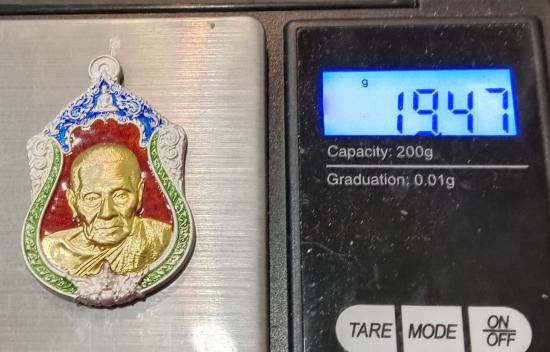 g
19.47
Capacity: 200g
Graduation: 0.01g
TARE MODE ON/OFF